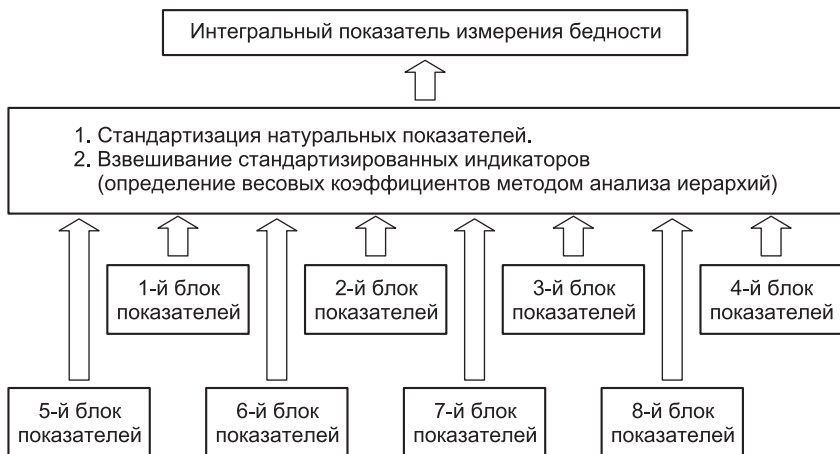 Интегральный показатель измерения бедности
1. Стандартизация натуральных показателей.
2. Взвешивание стандартизированных индикаторов
(определение весовых коэффициентов методом анализа иерархий)
1-й блок
показателей
2-й блок
показателей
3-й блок
показателей
4-й блок
показателей
5-й блок
показателей
6-й блок
показателей
7-й блок
показателей
8-й блок
показателей